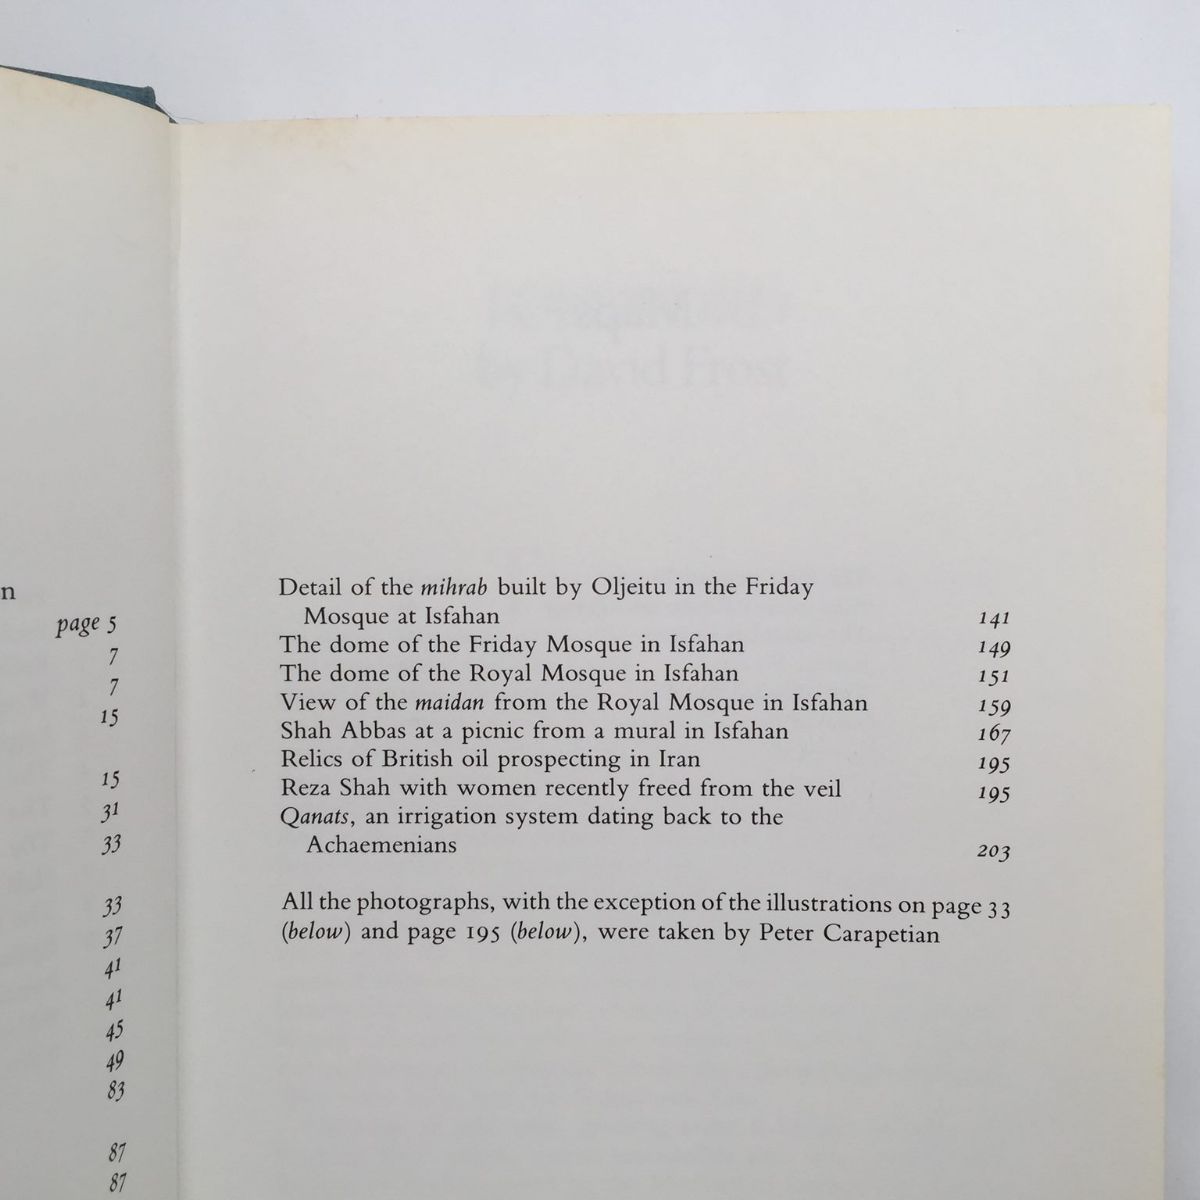 n
page 5
7
7
15
15
31
33
33
37
41
41
45
49
83
87
87
by David Frost
Detail of the mihrab built by Oljeitu in the Friday
Mosque at Isfahan 141
The dome of the Friday Mosque in Isfahan 149
The dome of the Royal Mosque in Isfahan 151
View of the maidan from the Royal Mosque in Isfahan 159
Shah Abbas at a picnic from a mural in Isfahan 167
Relics of British oil prospecting in Iran 195
Reza Shah with women recently freed from the veil 195
Qanats, an irrigation system dating back to the
Achaemenians 203
All the photographs, with the exception of the illustrations on page 33
(below) and page 195 (below), were taken by Peter Carapetian